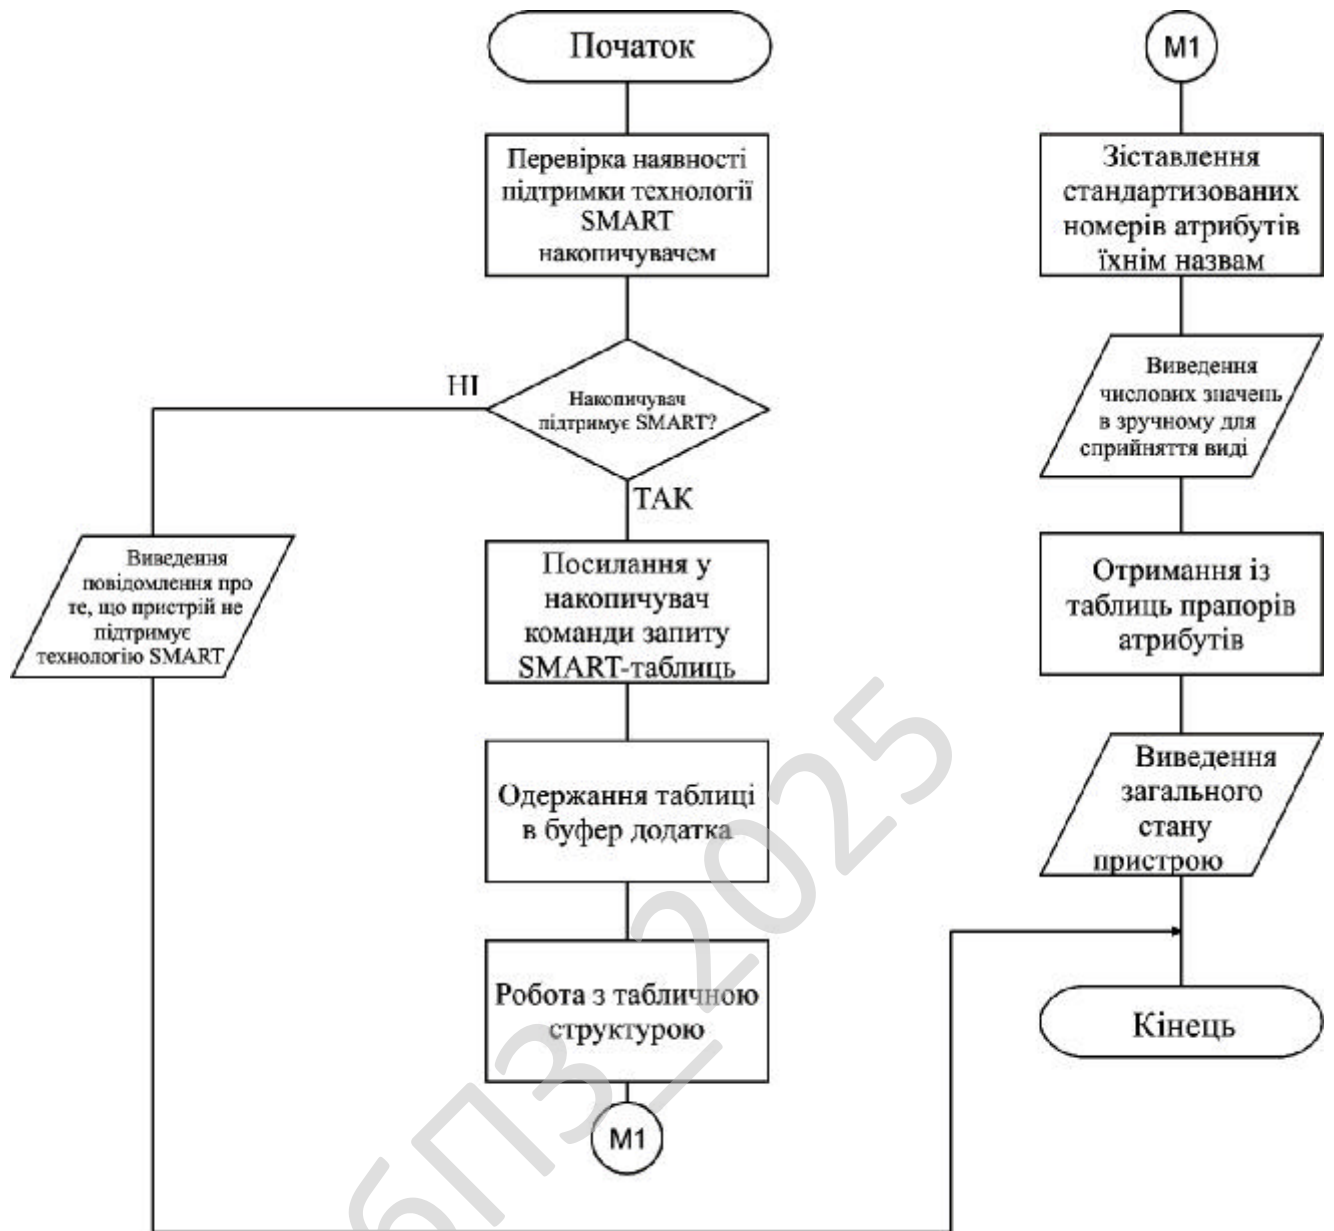 Початок
Перевірка наявності
підтримки технології
SMART
накопичувачем
НІ
Накопичувач
підтримує SMART?
ТАК
Виведення
повідомлення про
те, що пристрій не
підтримує
технологію SMART
Посилання у
накопичувач
команди запиту
SMART-таблиць
Одержання таблиці
в буфер додатка
Робота з табличною
структурою
М1
М1
Зіставлення
стандартизованих
номерів атрибутів
їхнім назвам
Виведення
числових значень
в зручному для
сприйняття виді
Отримання із
таблиць прапорів
атрибутів
Виведення
загального
стану
пристрою
Кінець
бПЗ_2025